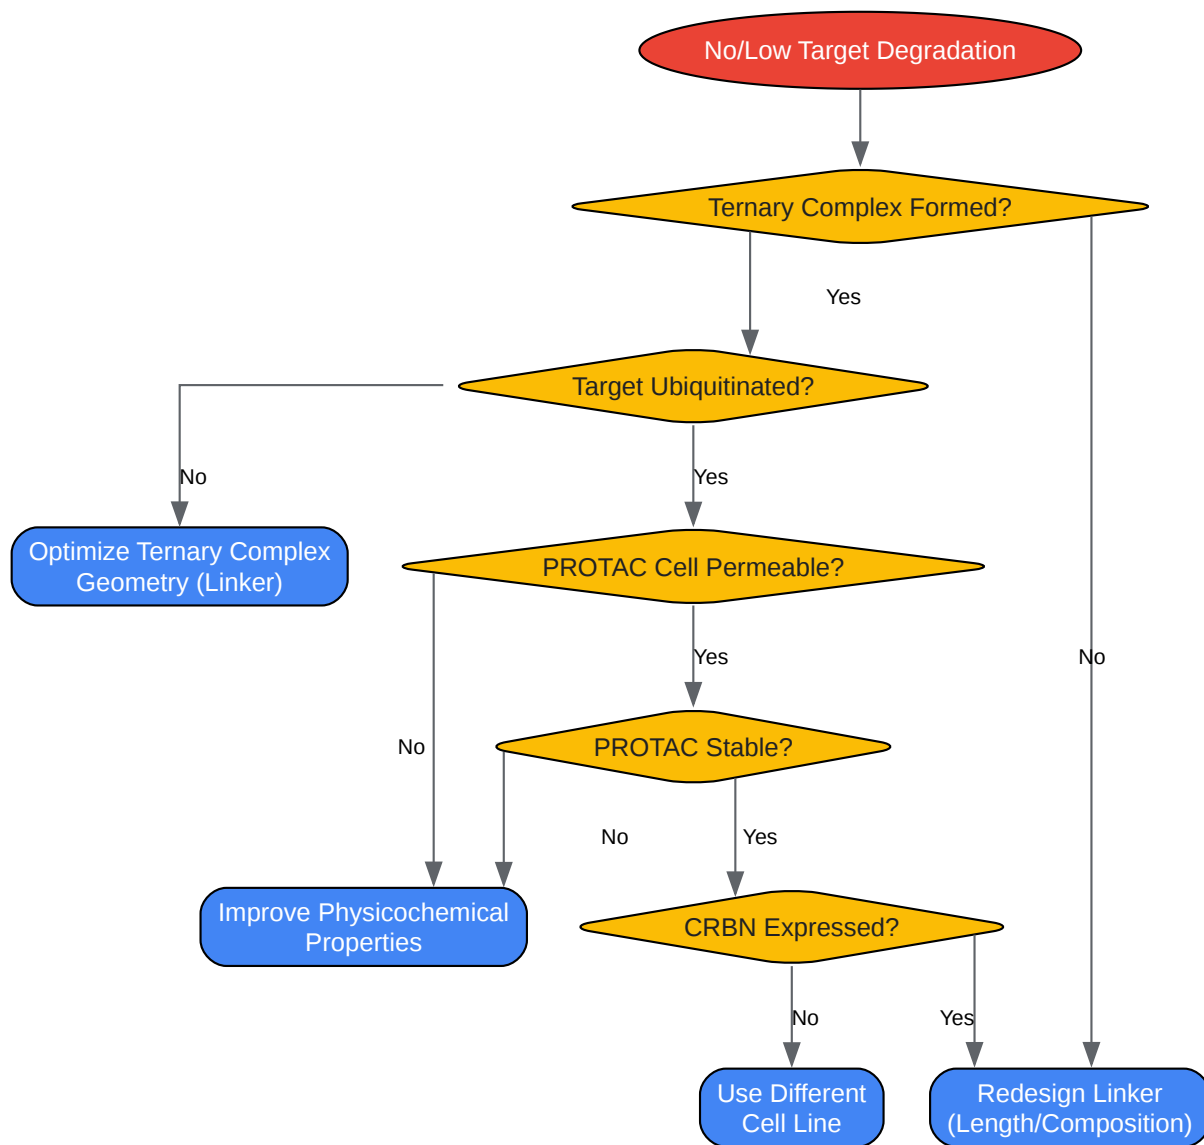 No/Low Target Degradation
Ternary Complex Formed?
Yes
Target Ubiquitinated?
No
Yes
Optimize Ternary Complex
Geometry (Linker)
PROTAC Cell Permeable?
Yes
No
No
PROTAC Stable?
No
Yes
Improve Physicochemical
Properties
CRBN Expressed?
No
Yes
Use Different
Cell Line
Redesign Linker
(Length/Composition)